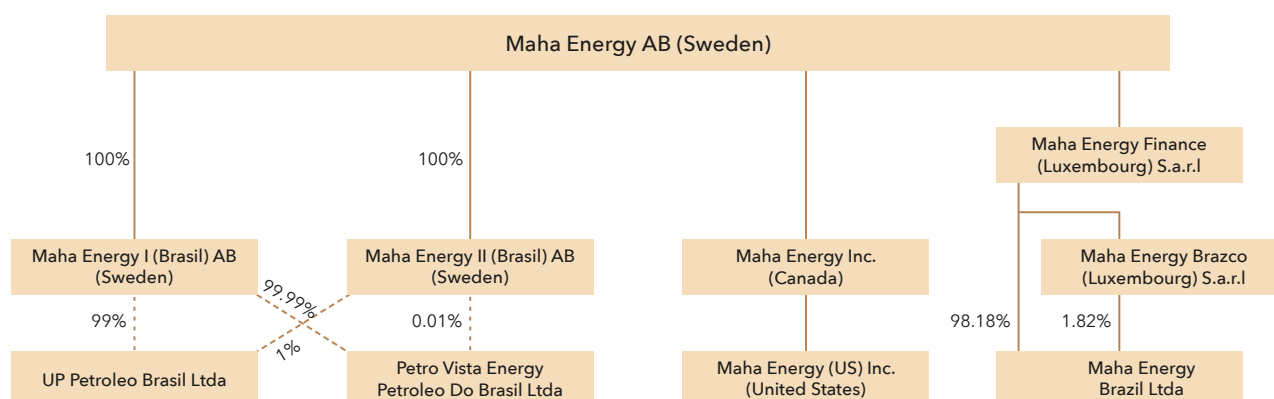 Maha Energy AB (Sweden)
Maha Energy Finance
(Luxembourg) S.a.r.l
100%
100%
Maha Energy I (Brasil) AB
(Sweden)
Maha Energy II (Brasil) AB
(Sweden)
Maha Energy Inc.
(Canada)
Maha Energy Brazco
(Luxembourg) S.a.r.l
99%
99.99%
1%
0.01%
98.18%
1.82%
UP Petroleo Brasil Ltda
Petro Vista Energy
Petroleo Do Brasil Ltda
Maha Energy (US) Inc.
(United States)
Maha Energy
Brazil Ltda